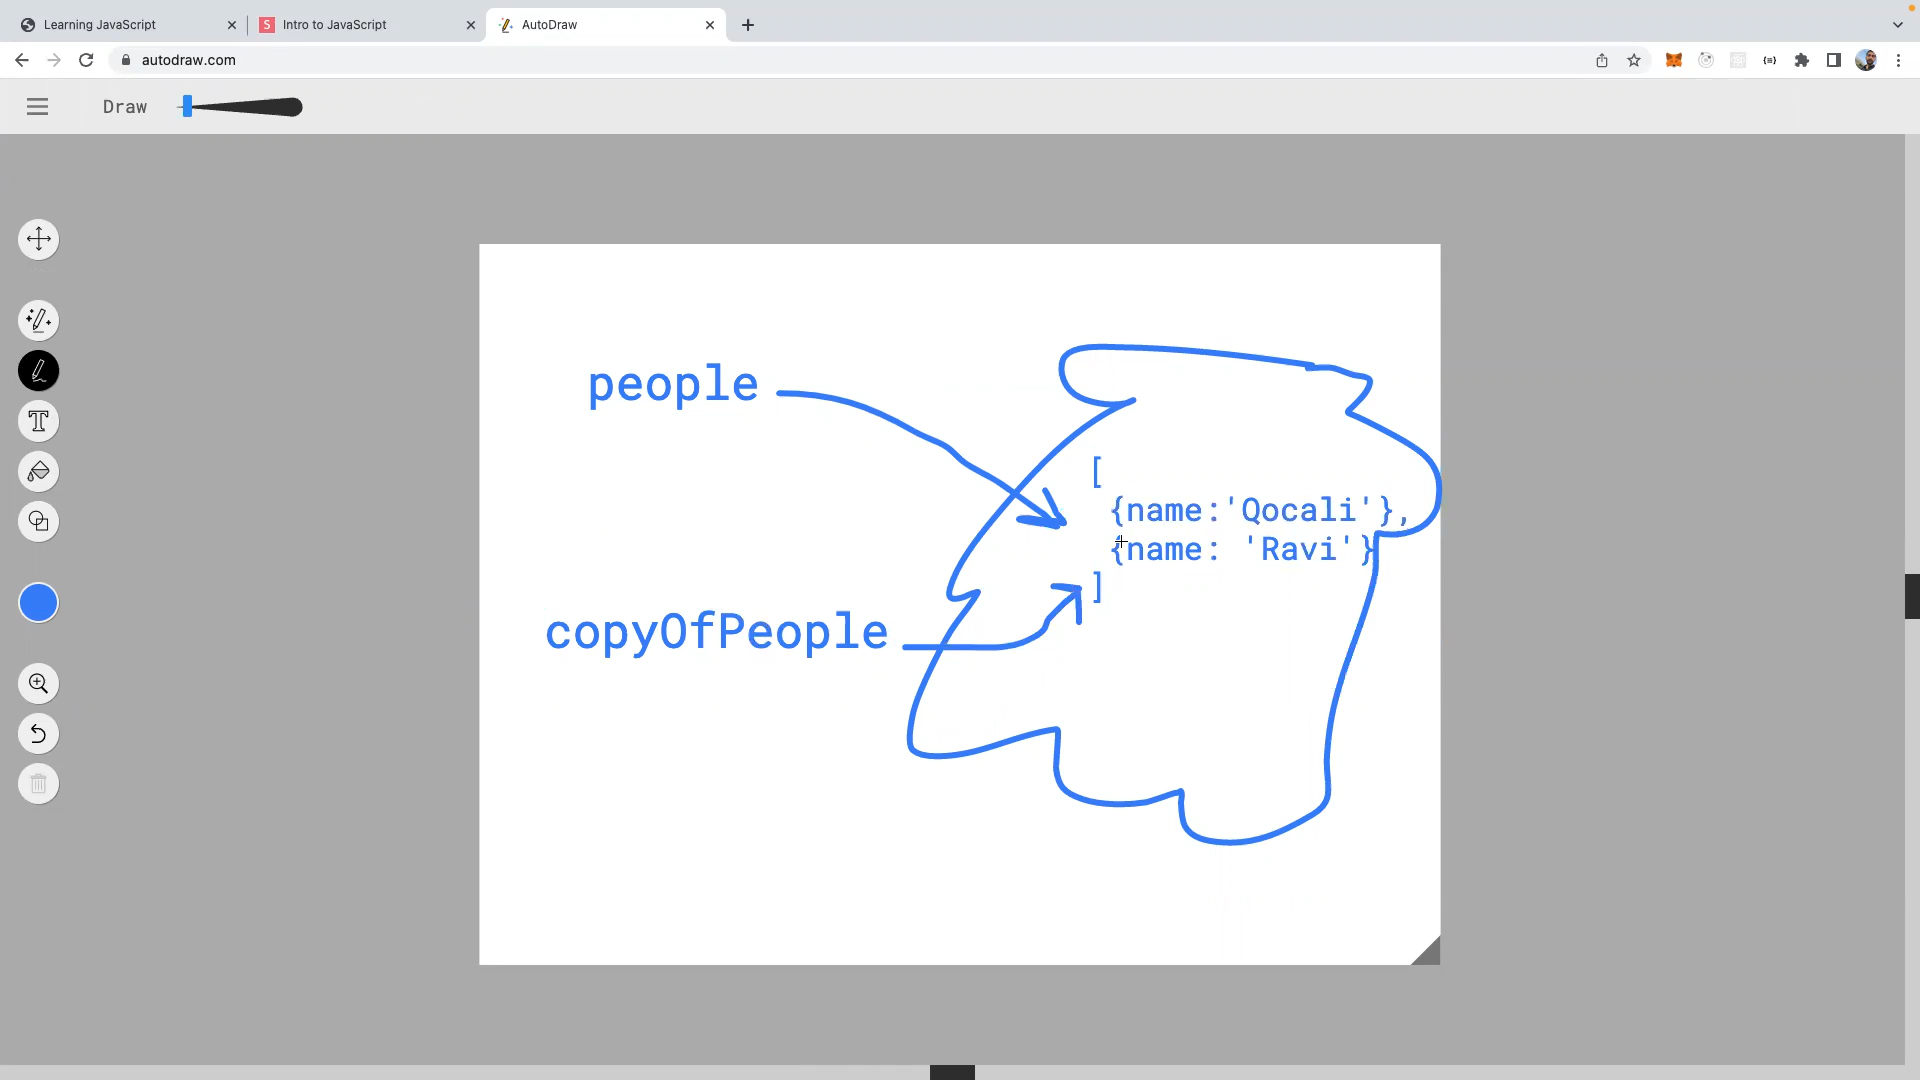 Learning JavaScript
S Intro to JavaScript
AutoDraw
autodraw.com
Draw
people
[
{name:'Qocali'},
{name: 'Ravi'}
]
copyOfPeople